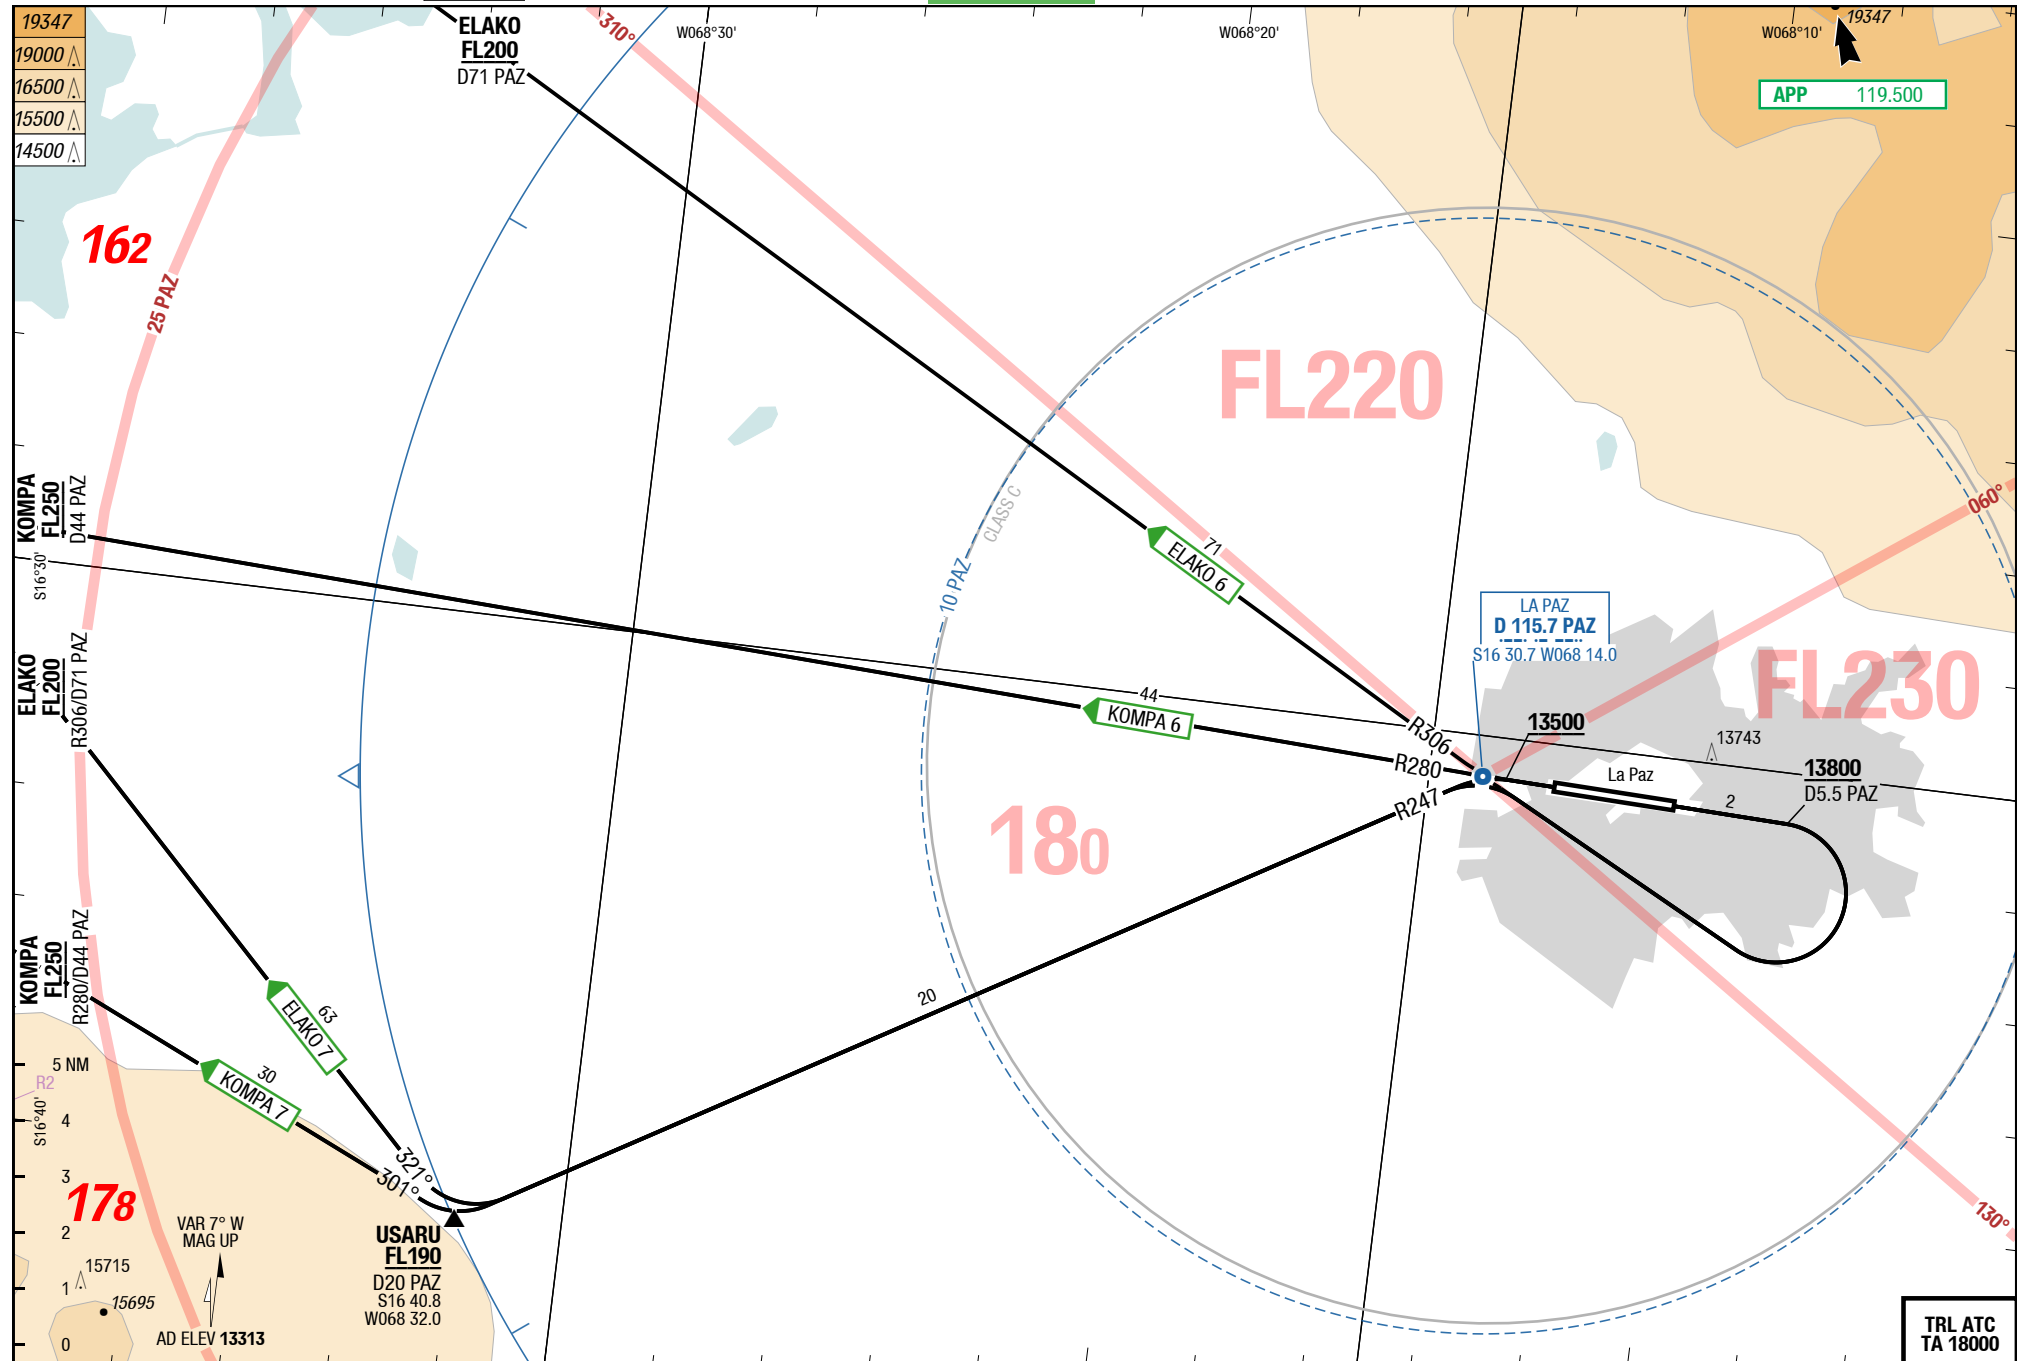 19347
19000
16500
15500
14500
ELAKO
FL200
D71 PAZ
310°
W068°30'
W068°20'
W068°10'
19347
APP 119.500
162
25 PAZ
FL220
CLASS C
10 PAZ
060°
KOMPA
FL250
D44 PAZ
S16°30'
71
ELAKO 6
LA PAZ
D 115.7 PAZ
S16 30.7 W068 14.0
FL230
ELAKO
FL200
R306/D71 PAZ
44
KOMPA 6
R306
R280
R247
13500
13743
La Paz
13800
D5.5 PAZ
2
180
KOMPA
FL250
R280/D44 PAZ
63
ELAKO 7
20
30
KOMPA 7
5 NM
4
3
2
1
0
R2
S16°40'
321°
301°
178
VAR 7° W
MAG UP
USARU
FL190
D20 PAZ
S16 40.8
W068 32.0
15715
15695
AD ELEV 13313
130°
TRL ATC
TA 18000